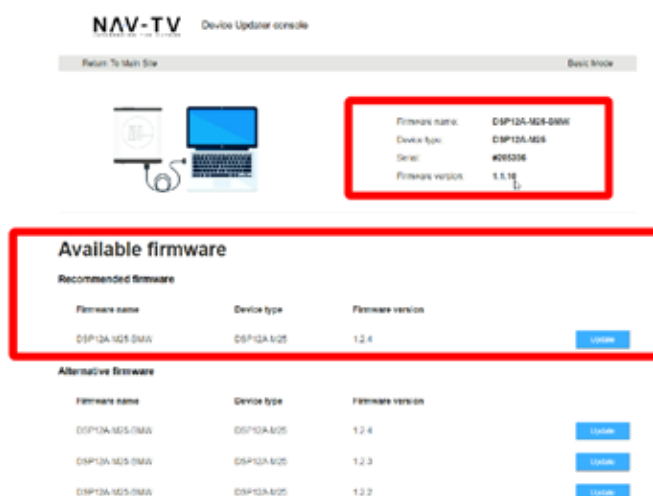 NAV-TV Device Updater console
Return To Main Site Basic Mode
Firmware name: DSP12A-M25-BMW
Device type: DSP12A-M25
Serial:
Firmware version: 1.1.10
Available firmware
Recommended firmware
Firmware name Device type Firmware version
DSP12A-M25-BMW DSP12A-M25 1.2.4 Update
Alternative firmware
Firmware name Device type Firmware version
DSP12A-M25-BMW DSP12A-M25 1.2.4 Update
DSP12A-M25-BMW DSP12A-M25 1.2.3 Update
DSP12A-M25-BMW DSP12A-M25 1.2.2 Update